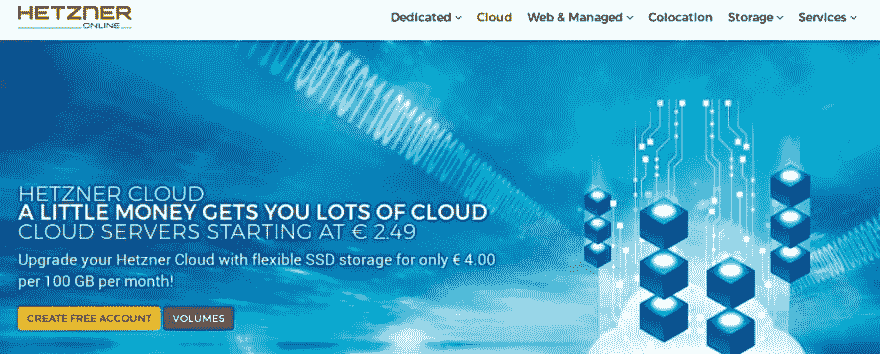 HETZNER
ONLINE
Dedicated Cloud Web & Managed Colocation Storage Services
HETZNER CLOUD
A LITTLE MONEY GETS YOU LOTS OF CLOUD
CLOUD SERVERS STARTING AT € 2.49
Upgrade your Hetzner Cloud with flexible SSD storage for only € 4.00
per 100 GB per month!
CREATE FREE ACCOUNT VOLUMES